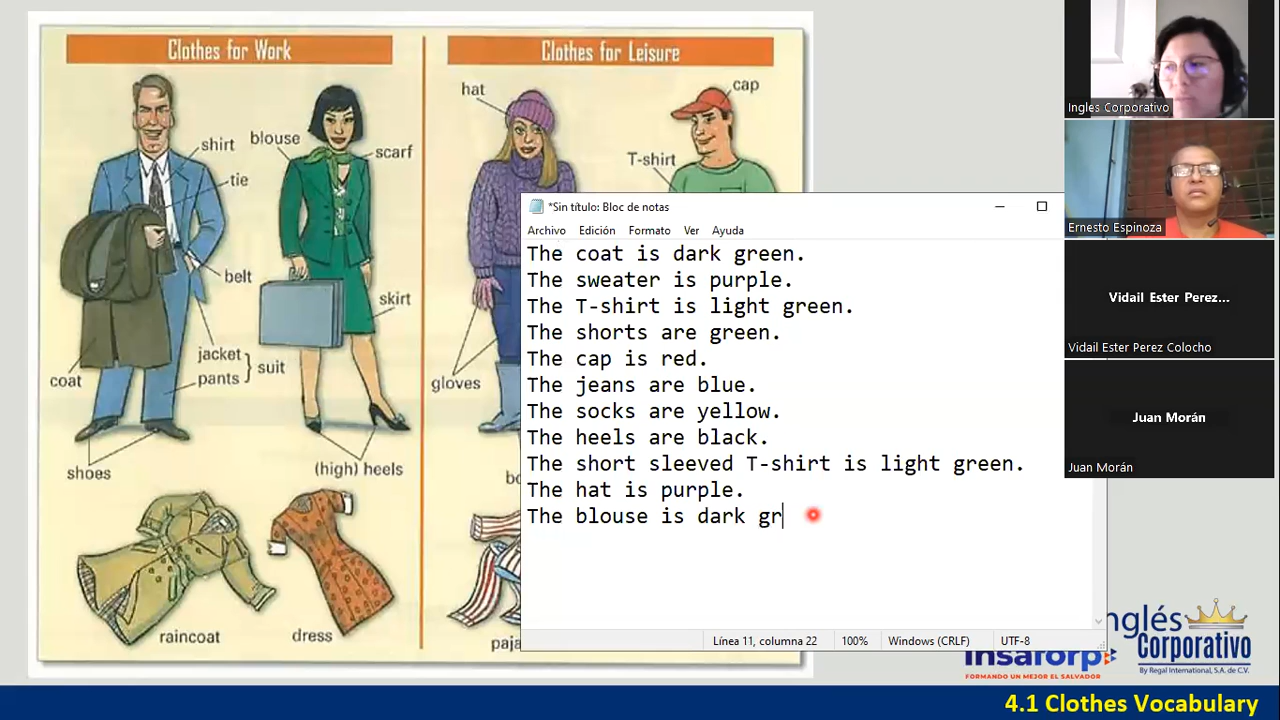 Clothes for Work
Clothes for Leisure
shirt
blouse
scarf
tie
belt
skirt
jacket
pants
suit
coat
shoes
(high) heels
raincoat
dress
hat
cap
T-shirt
gloves
*Sin título: Bloc de notas
Archivo Edición Formato Ver Ayuda
The coat is dark green.
The sweater is purple.
The T-shirt is light green.
The shorts are green.
The cap is red.
The jeans are blue.
The socks are yellow.
The heels are black.
The short sleeved T-shirt is light green.
The hat is purple.
The blouse is dark gr
Línea 11, columna 22 100% Windows (CRLF) UTF-8
Ingles Corporativo
Ernesto Espinoza
Vidail Ester Perez...
Vidail Ester Perez Colocho
Juan Morán
Juan Morán
Insaforp
FORMANDO UN MEJOR EL SALVADOR
nglés
Corporativo
By Regal International, S.A. de C.V.
4.1 Clothes Vocabulary